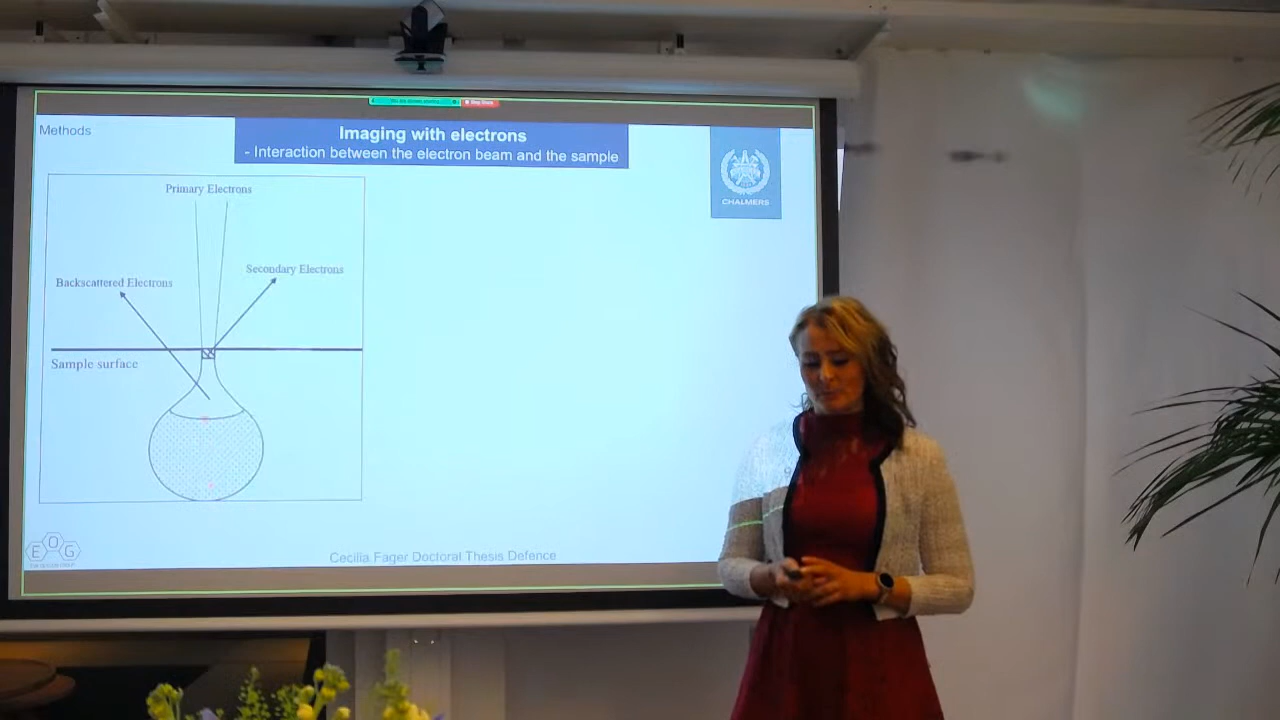 Methods
Imaging with electrons
- Interaction between the electron beam and the sample
CHALMERS
Primary Electrons
Secondary Electrons
Backscattered Electrons
Sample surface
EOG
Cecilia Fager Doctoral Thesis Defence